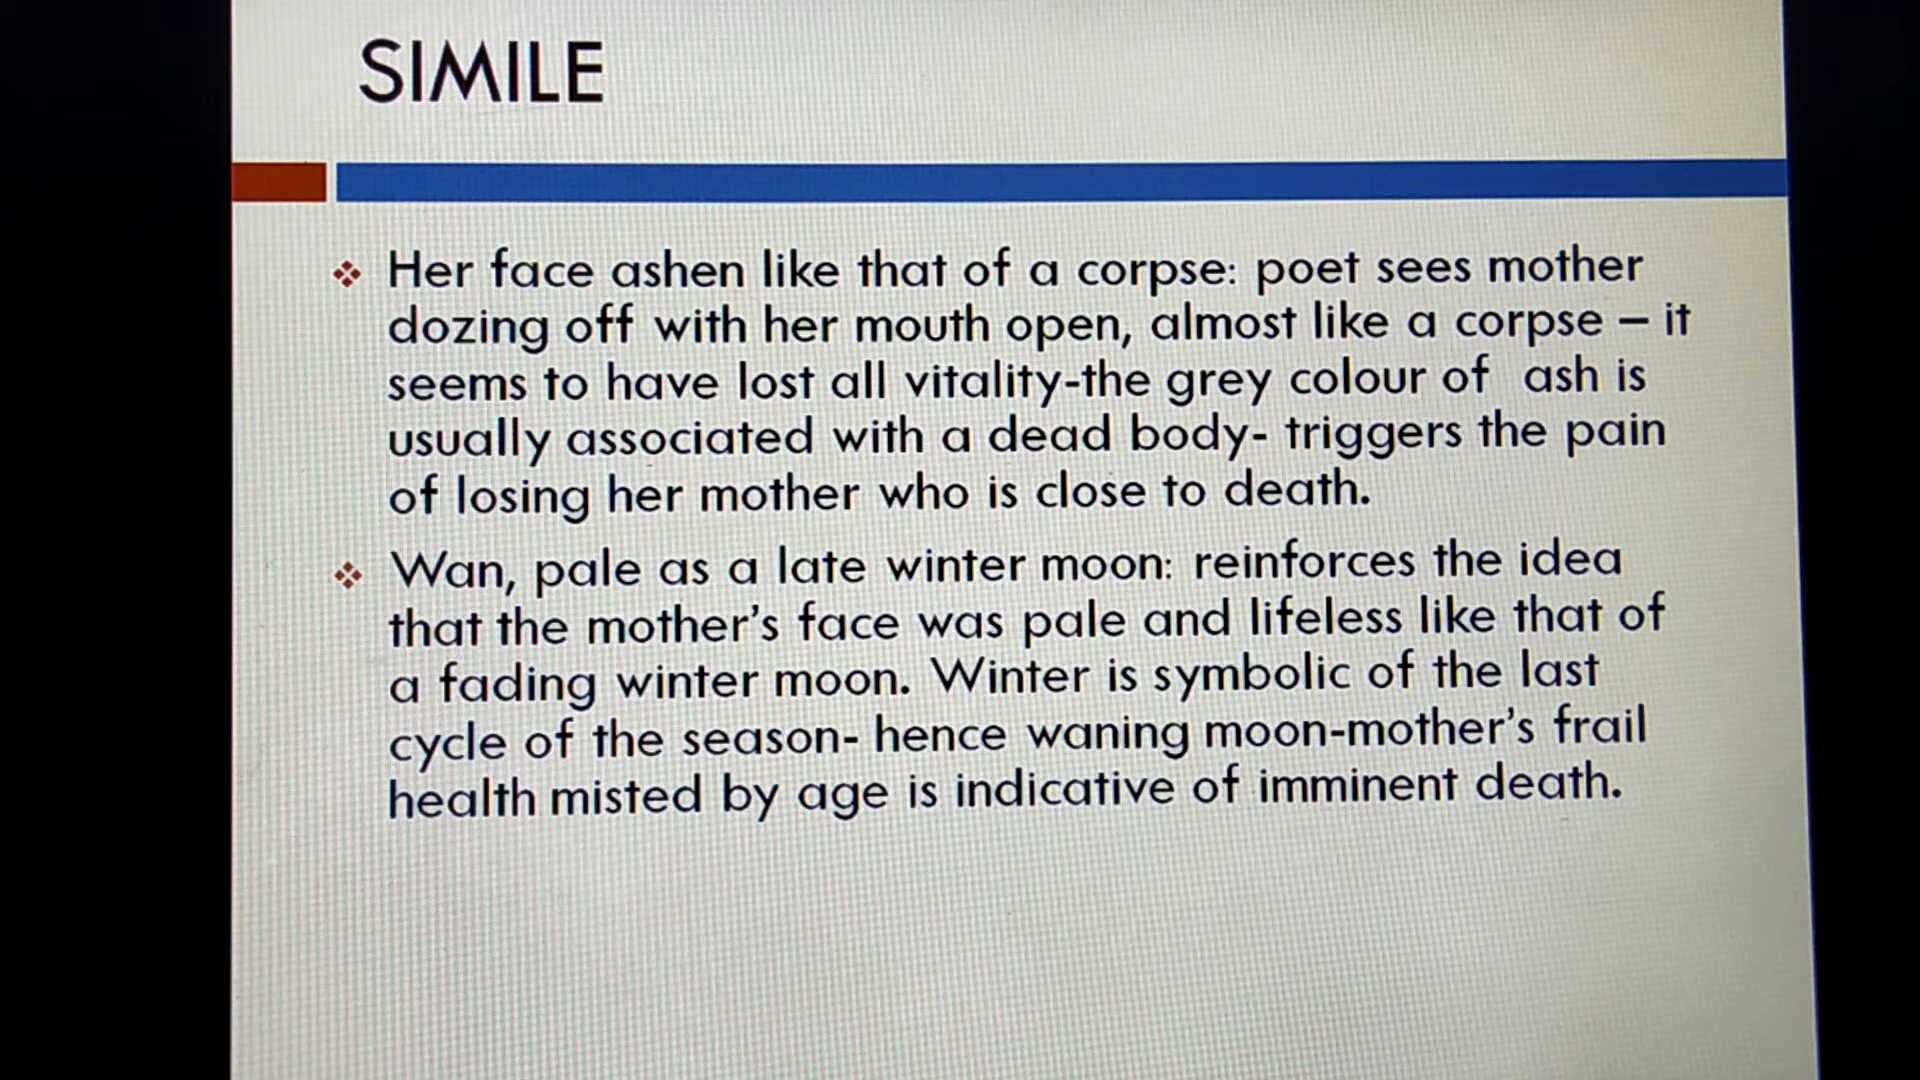 SIMILE
Her face ashen like that of a corpse: poet sees mother
dozing off with her mouth open, almost like a corpse – it
seems to have lost all vitality-the grey colour of ash is
usually associated with a dead body- triggers the pain
of losing her mother who is close to death.
Wan, pale as a late winter moon: reinforces the idea
that the mother's face was pale and lifeless like that of
a fading winter moon. Winter is symbolic of the last
cycle of the season- hence waning moon-mother's frail
health misted by age is indicative of imminent death.